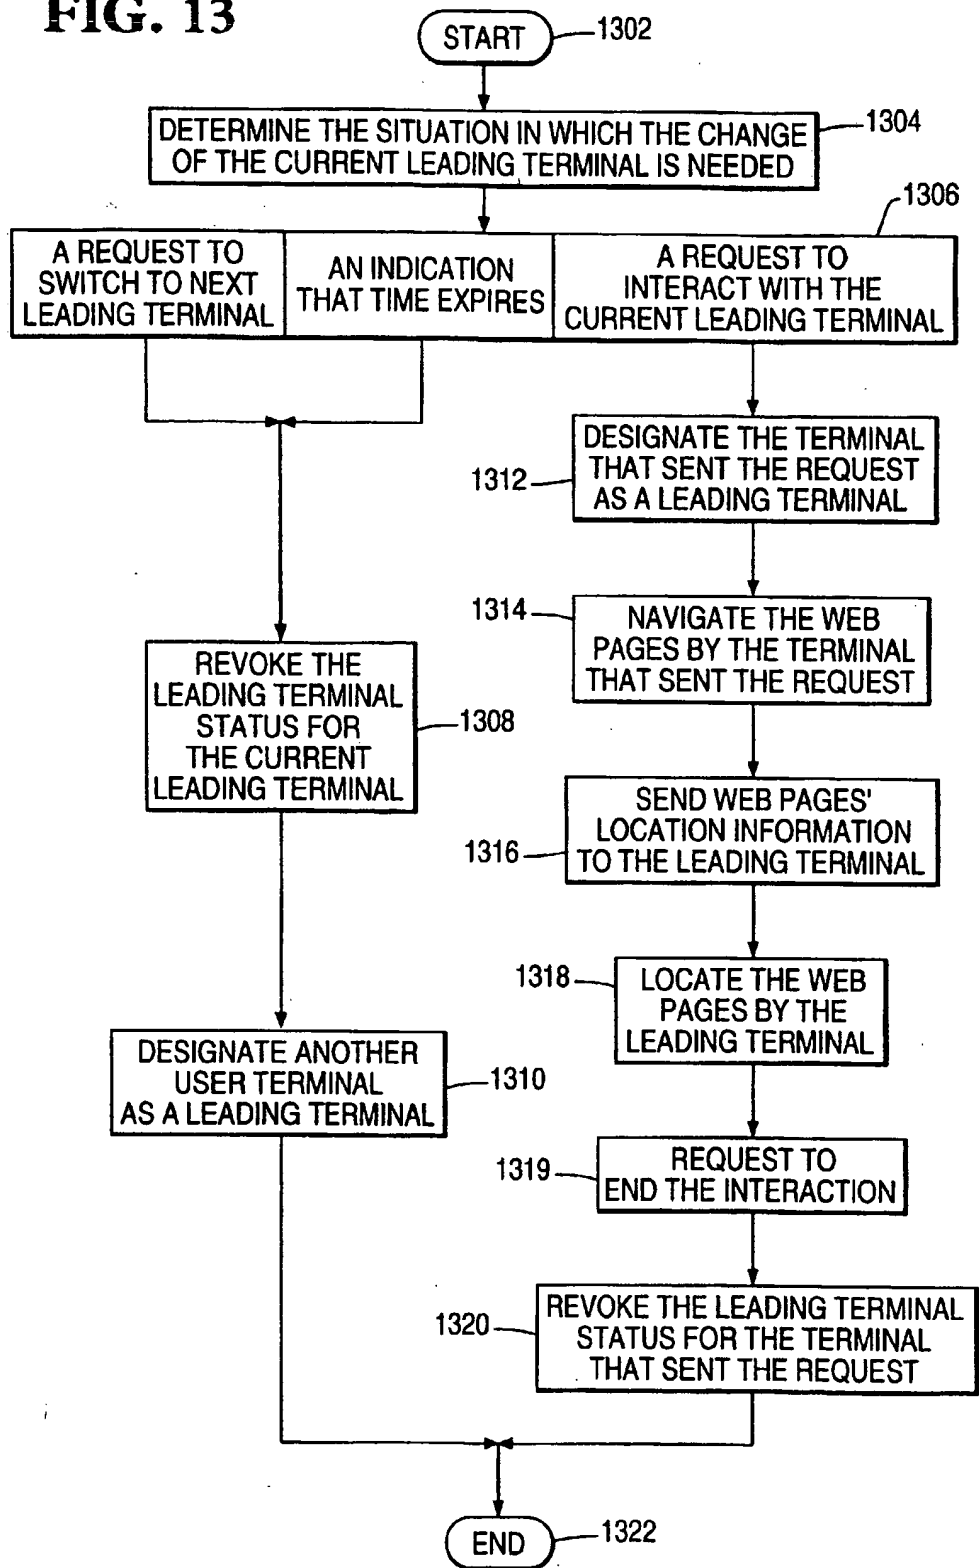 FIG. 13
START
1302
DETERMINE THE SITUATION IN WHICH THE CHANGE
OF THE CURRENT LEADING TERMINAL IS NEEDED
1304
1306
A REQUEST TO
SWITCH TO NEXT
LEADING TERMINAL
AN INDICATION
THAT TIME EXPIRES
A REQUEST TO
INTERACT WITH THE
CURRENT LEADING TERMINAL
DESIGNATE THE TERMINAL
THAT SENT THE REQUEST
AS A LEADING TERMINAL
1312
1314
NAVIGATE THE WEB
PAGES BY THE TERMINAL
THAT SENT THE REQUEST
REVOKE THE
LEADING TERMINAL
STATUS FOR
THE CURRENT
LEADING TERMINAL
1308
SEND WEB PAGES'
LOCATION INFORMATION
TO THE LEADING TERMINAL
1316
1318
LOCATE THE WEB
PAGES BY THE
LEADING TERMINAL
DESIGNATE ANOTHER
USER TERMINAL
AS A LEADING TERMINAL
1310
1319
REQUEST TO
END THE INTERACTION
1320
REVOKE THE LEADING TERMINAL
STATUS FOR THE TERMINAL
THAT SENT THE REQUEST
END
1322